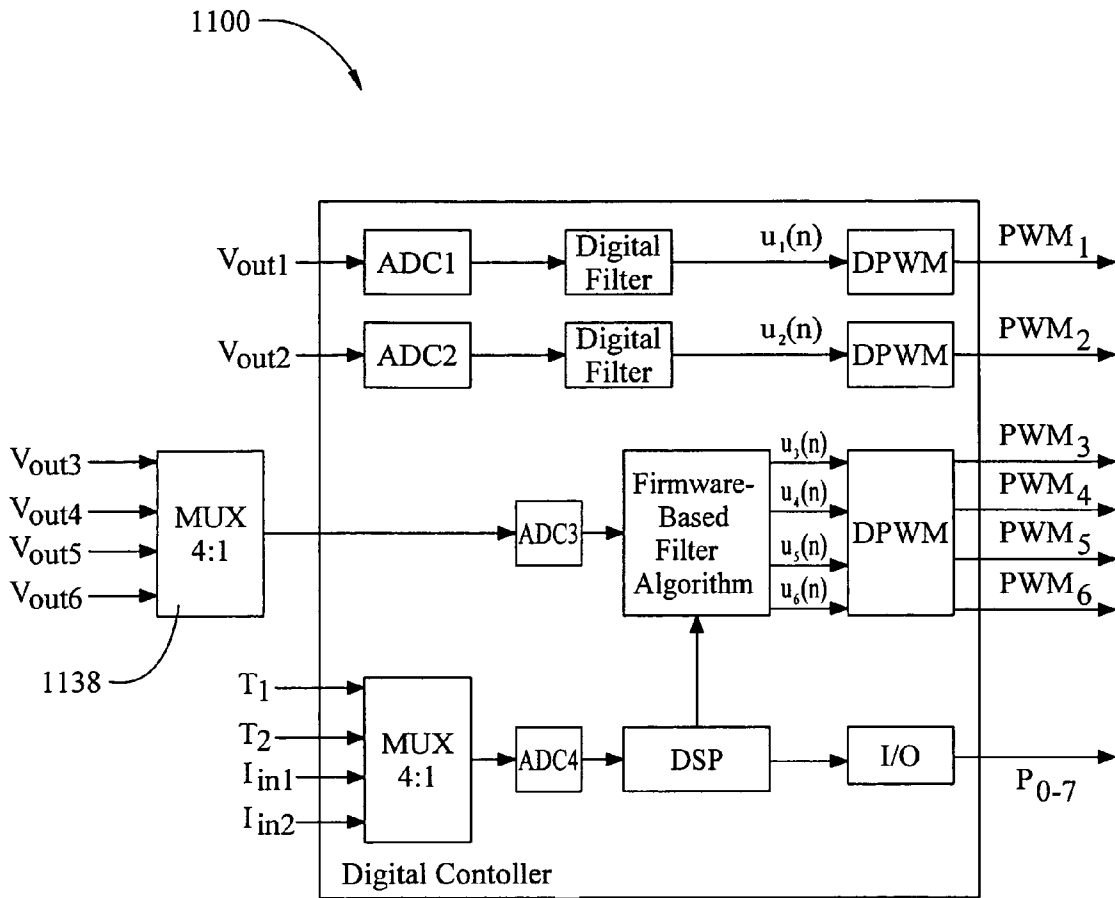 1100
Vout1
ADC1
Digital
Filter
u1(n)
DPWM
PWM1
Vout2
ADC2
Digital
Filter
u2(n)
DPWM
PWM2
Vout3
Vout4
Vout5
Vout6
MUX
4:1
1138
ADC3
Firmware-
Based
Filter
Algorithm
u3(n)
u4(n)
u5(n)
u6(n)
DPWM
PWM3
PWM4
PWM5
PWM6
T1
T2
Iin1
Iin2
MUX
4:1
ADC4
DSP
I/O
P0-7
Digital Contoller